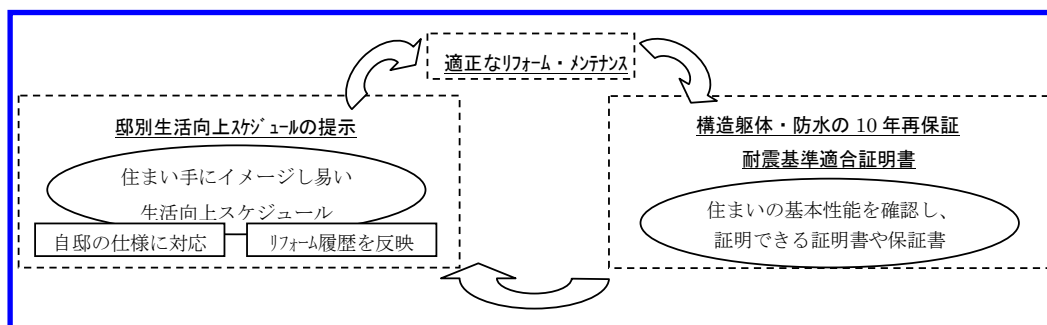 適正なﾘﾌｫｰﾑ・ﾒﾝﾃﾅﾝｽ
邸別生活向上ｽｹｼﾞｭｰﾙの提示
住まい手にイメージし易い
生活向上スケジュール
自邸の仕様に対応
ﾘﾌｫｰﾑ履歴を反映
構造躯体・防水の 10 年再保証
耐震基準適合証明書
住まいの基本性能を確認し、
証明できる証明書や保証書